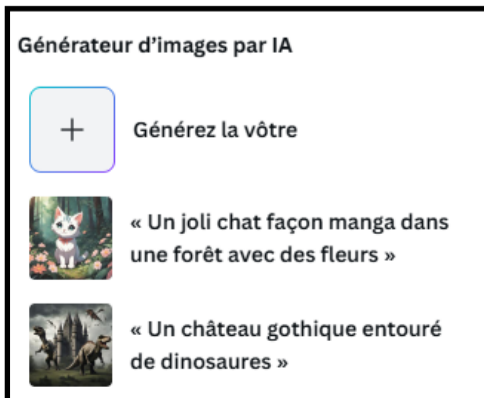 Générateur d’images par IA
Générez la vôtre
« Un joli chat façon manga dans
une forêt avec des fleurs »
« Un château gothique entouré
de dinosaures »